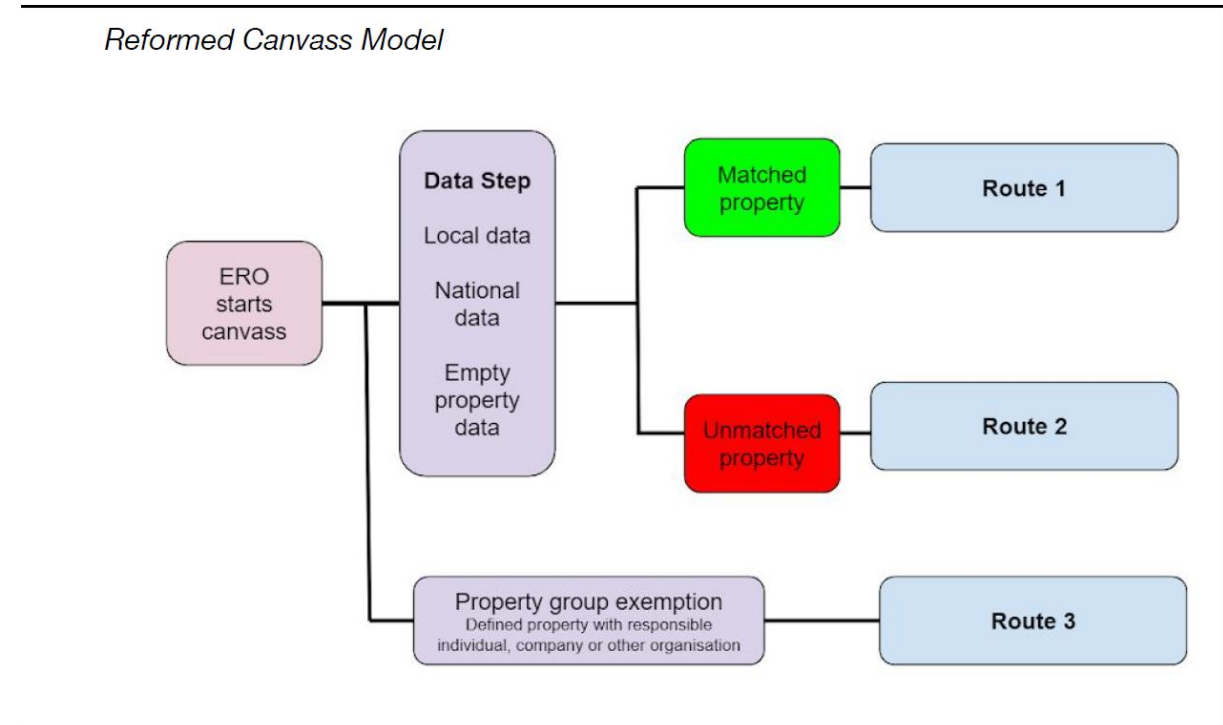 Reformed Canvass Model
ERO
starts
canvass
Data Step
Local data
National
data
Empty
property
data
Matched
property
Route 1
Unmatched
property
Route 2
Property group exemption
Defined property with responsible
individual, company or other organisation
Route 3